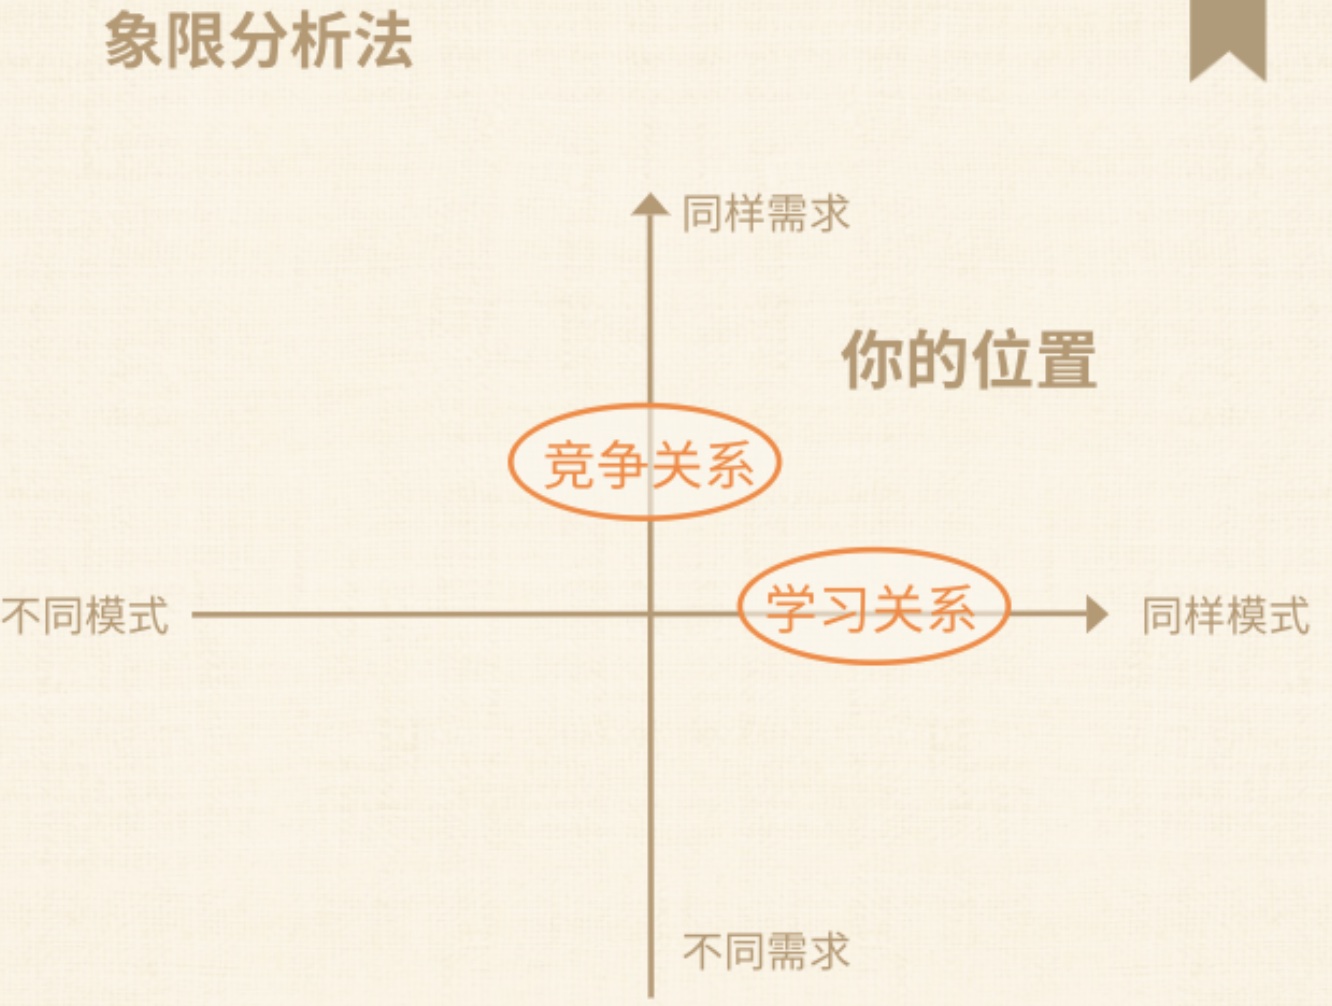 象限分析法
同样需求
你的位置
竞争关系
学习关系
不同模式
同样模式
不同需求